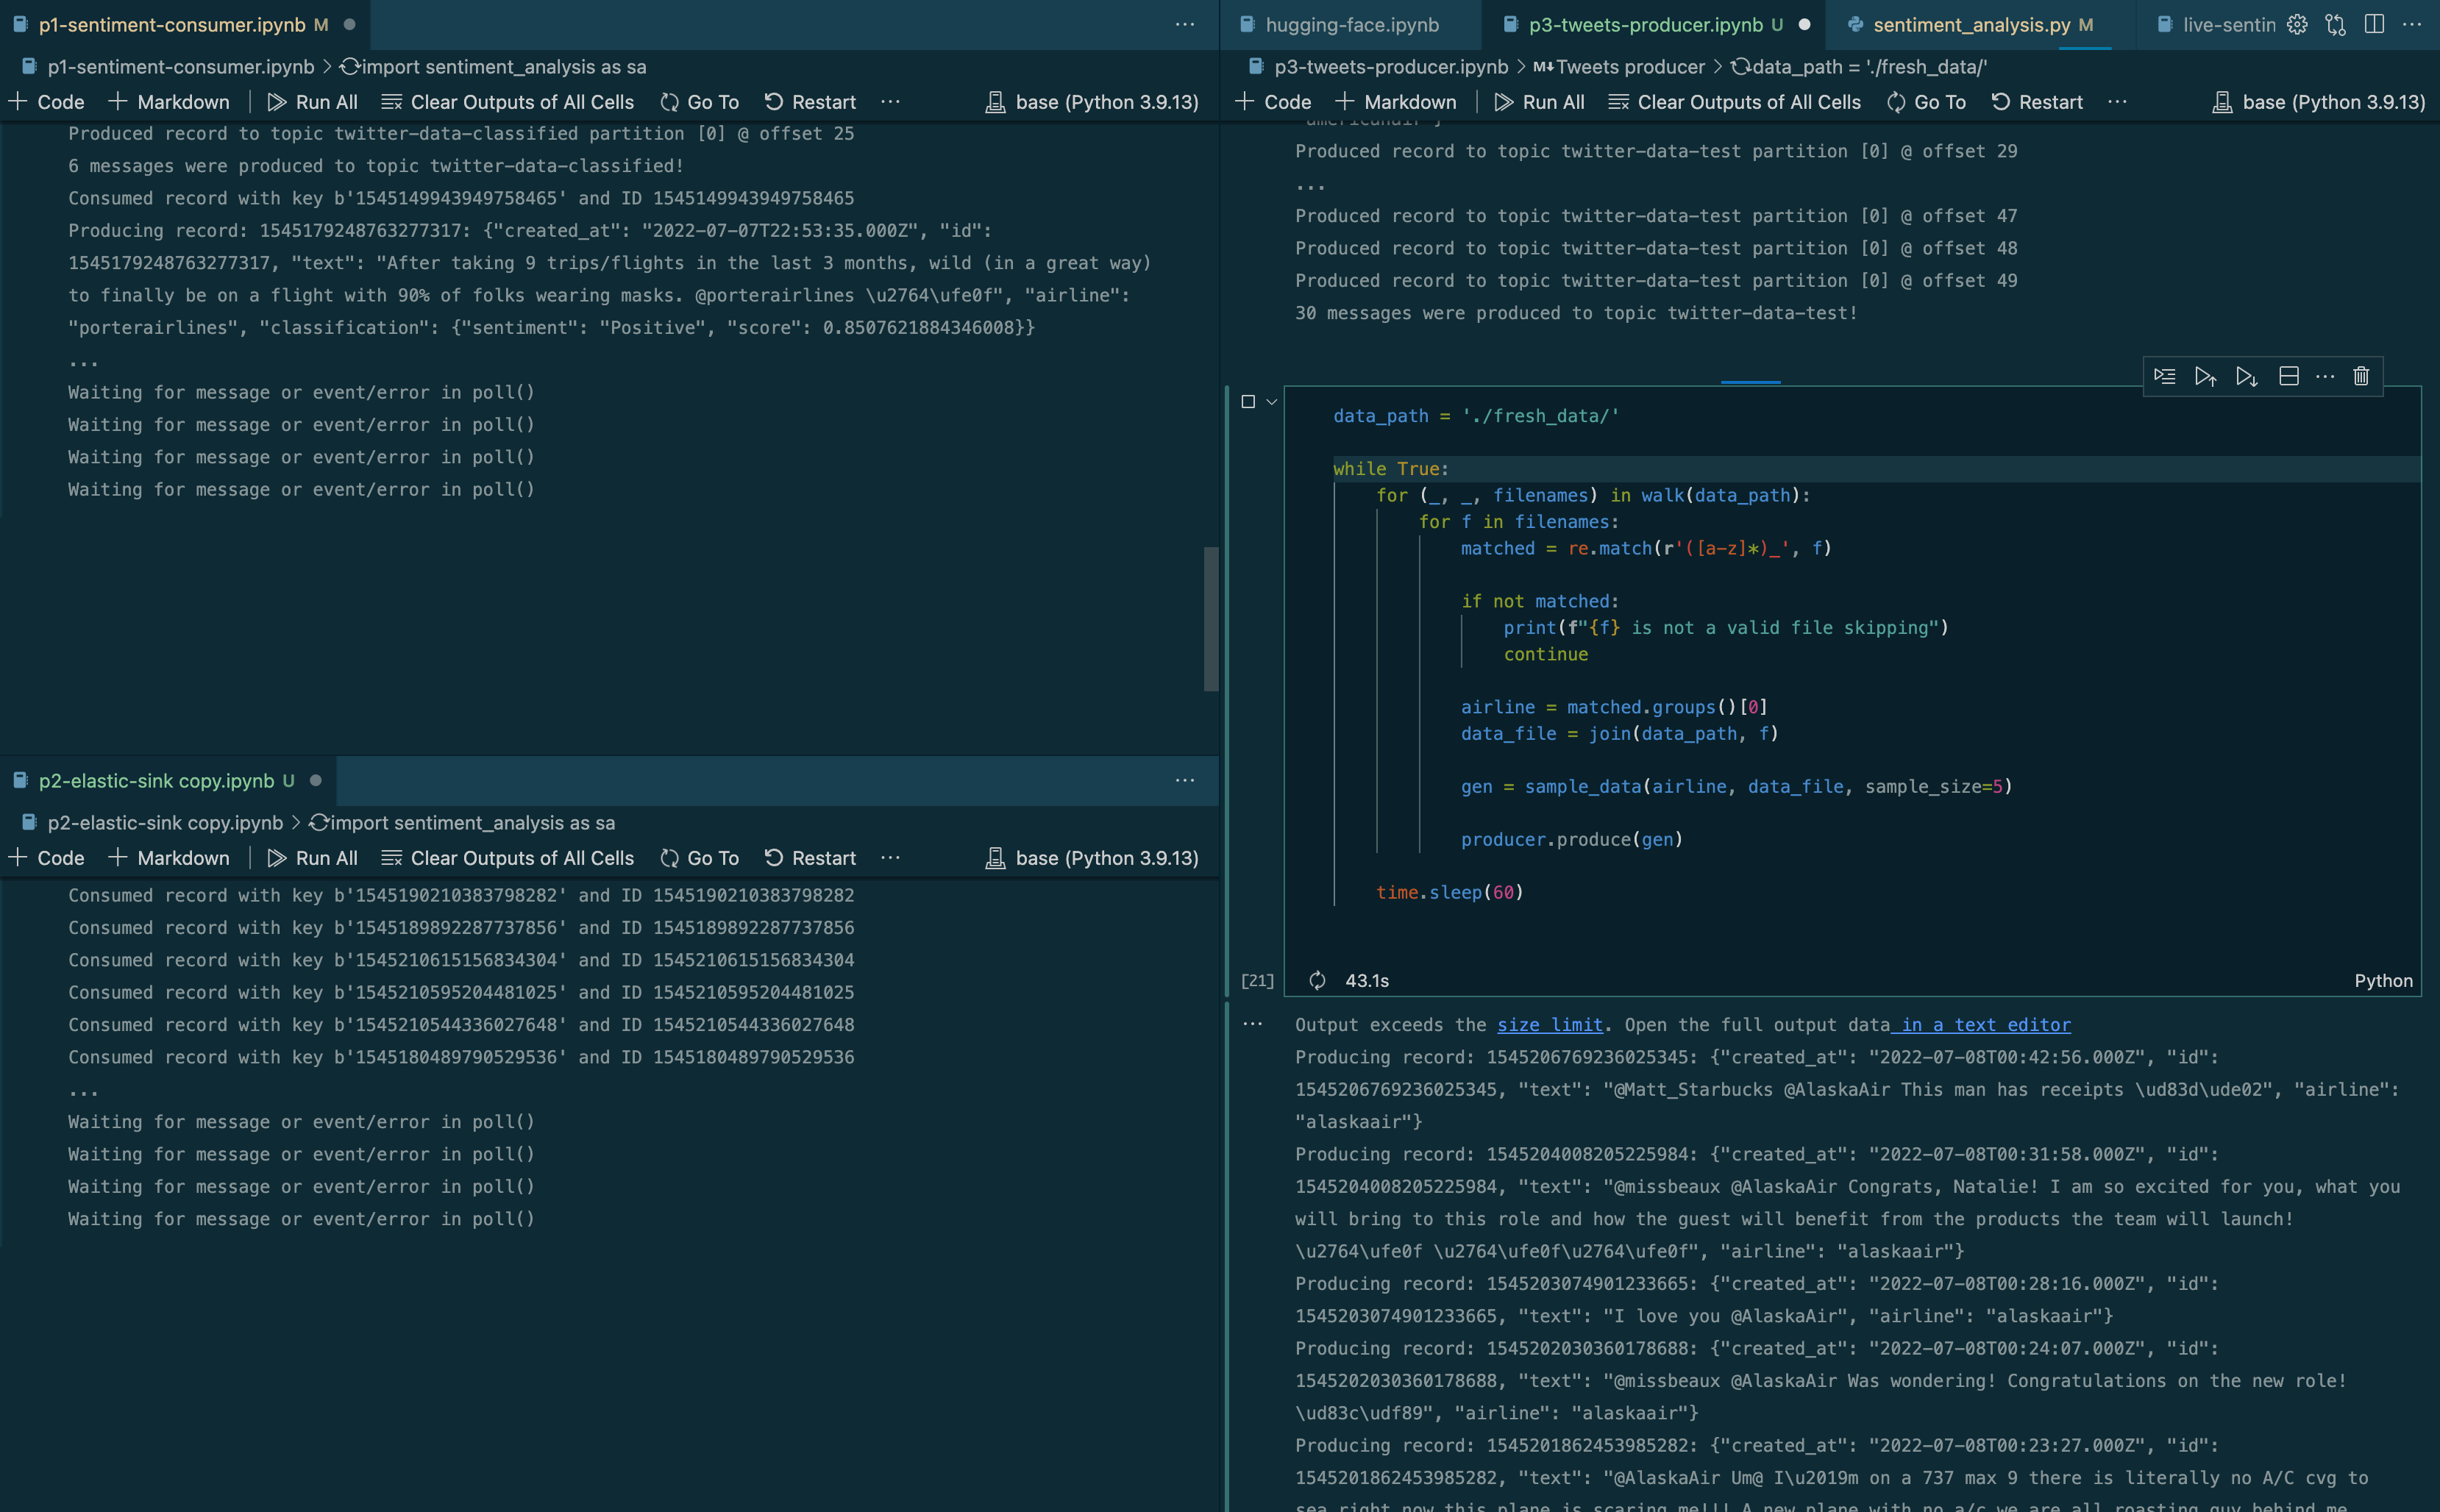 p1-sentiment-consumer.ipynb M
p1-sentiment-consumer.ipynb > import sentiment_analysis as sa
+ Code + Markdown | Run All Clear Outputs of All Cells Go To Restart ... base (Python 3.9.13)
Produced record to topic twitter-data-classified partition [0] @ offset 25
6 messages were produced to topic twitter-data-classified!
Consumed record with key b'1545149943949758465' and ID 1545149943949758465
Producing record: 1545179248763277317: {"created_at": "2022-07-07T22:53:35.000Z", "id":
1545179248763277317, "text": "After taking 9 trips/flights in the last 3 months, wild (in a great way)
to finally be on a flight with 90% of folks wearing masks. @porterairlines \u2764\ufe0f", "airline":
"porterairlines", "classification": {"sentiment": "Positive", "score": 0.8507621884346008}}
...
Waiting for message or event/error in poll()
Waiting for message or event/error in poll()
Waiting for message or event/error in poll()
Waiting for message or event/error in poll()
p2-elastic-sink copy.ipynb U
p2-elastic-sink copy.ipynb > import sentiment_analysis as sa
+ Code + Markdown | Run All Clear Outputs of All Cells Go To Restart ... base (Python 3.9.13)
Consumed record with key b'1545190210383798282' and ID 1545190210383798282
Consumed record with key b'1545189892287737856' and ID 1545189892287737856
Consumed record with key b'1545210615156834304' and ID 1545210615156834304
Consumed record with key b'1545210595204481025' and ID 1545210595204481025
Consumed record with key b'1545210544336027648' and ID 1545210544336027648
Consumed record with key b'1545180489790529536' and ID 1545180489790529536
...
Waiting for message or event/error in poll()
Waiting for message or event/error in poll()
Waiting for message or event/error in poll()
Waiting for message or event/error in poll()
hugging-face.ipynb p3-tweets-producer.ipynb U sentiment_analysis.py M live-sentin
p3-tweets-producer.ipynb > M↓Tweets producer > data_path = './fresh_data/'
+ Code + Markdown | Run All Clear Outputs of All Cells Go To Restart ... base (Python 3.9.13)
"americanair"}
Produced record to topic twitter-data-test partition [0] @ offset 29
...
Produced record to topic twitter-data-test partition [0] @ offset 47
Produced record to topic twitter-data-test partition [0] @ offset 48
Produced record to topic twitter-data-test partition [0] @ offset 49
30 messages were produced to topic twitter-data-test!
data_path = './fresh_data/'
while True:
for (_, _, filenames) in walk(data_path):
for f in filenames:
matched = re.match(r'([a-z]*)_', f)
if not matched:
print(f"{f} is not a valid file skipping")
continue
airline = matched.groups()[0]
data_file = join(data_path, f)
gen = sample_data(airline, data_file, sample_size=5)
producer.produce(gen)
time.sleep(60)
[21] 43.1s Python
Output exceeds the size limit. Open the full output data in a text editor
Producing record: 1545206769236025345: {"created_at": "2022-07-08T00:42:56.000Z", "id":
1545206769236025345, "text": "@Matt_Starbucks @AlaskaAir This man has receipts \ud83d\ude02", "airline":
"alaskaair"}
Producing record: 1545204008205225984: {"created_at": "2022-07-08T00:31:58.000Z", "id":
1545204008205225984, "text": "@missbeaux @AlaskaAir Congrats, Natalie! I am so excited for you, what you
will bring to this role and how the guest will benefit from the products the team will launch!
\u2764\ufe0f \u2764\ufe0f\u2764\ufe0f", "airline": "alaskaair"}
Producing record: 1545203074901233665: {"created_at": "2022-07-08T00:28:16.000Z", "id":
1545203074901233665, "text": "I love you @AlaskaAir", "airline": "alaskaair"}
Producing record: 1545202030360178688: {"created_at": "2022-07-08T00:24:07.000Z", "id":
1545202030360178688, "text": "@missbeaux @AlaskaAir Was wondering! Congratulations on the new role!
\ud83c\udf89", "airline": "alaskaair"}
Producing record: 1545201862453985282: {"created_at": "2022-07-08T00:23:27.000Z", "id":
1545201862453985282, "text": "@AlaskaAir Um@ I\u2019m on a 737 max 9 there is literally no A/C cvg to
sea right now this plane is scaring me!!! A new plane with no a/c we are all roasting guy behind me